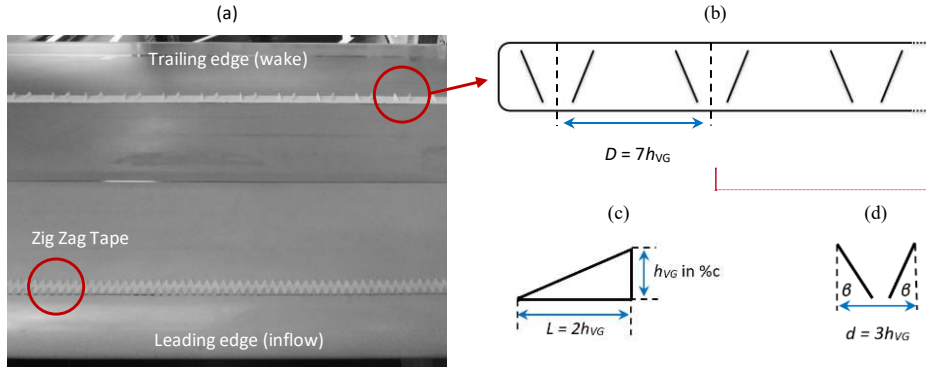 (a)
Trailing edge (wake)
Zig Zag Tape
Leading edge (inflow)
(b)
D = 7hVG
(c)
hVG in %c
L = 2hVG
(d)
β β
d = 3hVG